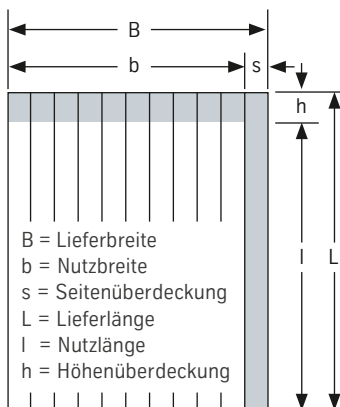 B
b
s
h
l
L
B = Lieferbreite
b = Nutzbreite
s = Seitenüberdeckung
L = Lieferlänge
l = Nutzlänge
h = Höhenüberdeckung